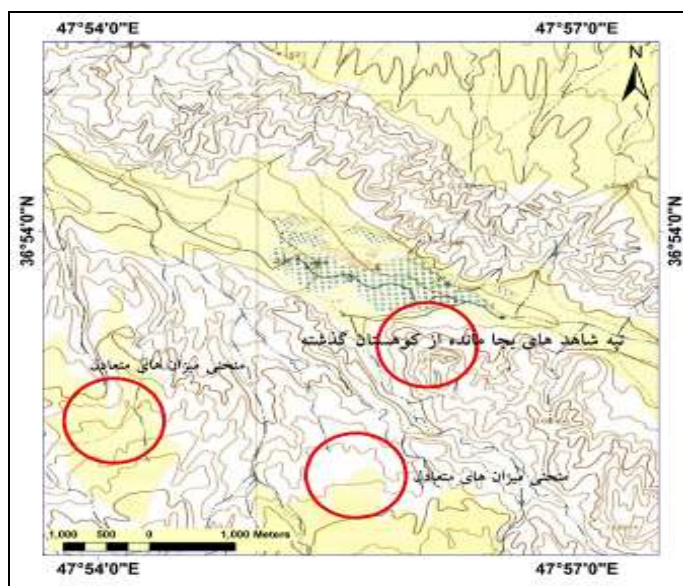 47°54'0"E
47°57'0"E
N
36°54'0"N
36°54'0"N
تپه شاهد های بجا مانده از کوهستان گذشته
منحنی میزان های متعادل
منحنی میزان های متعادل
1,000 500 0 1,000 Meters
47°54'0"E
47°57'0"E